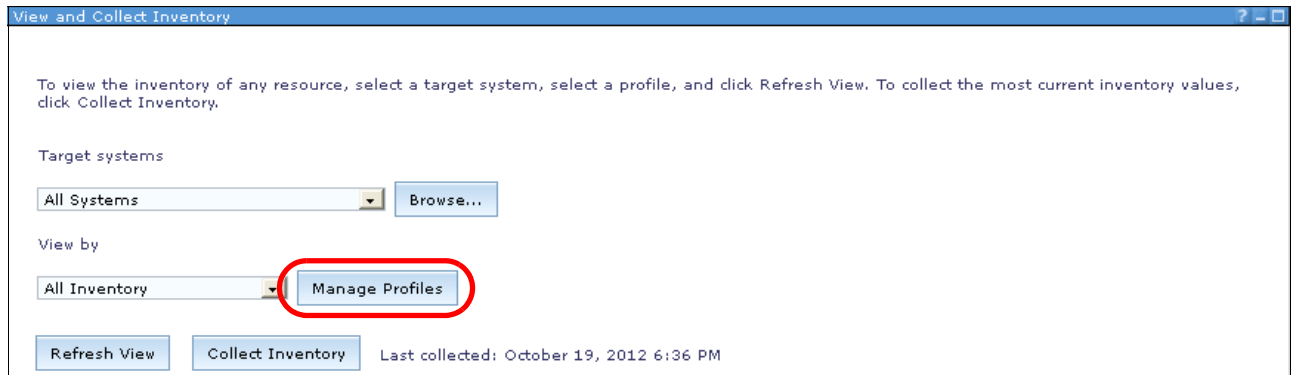 View and Collect Inventory ?
To view the inventory of any resource, select a target system, select a profile, and click Refresh View. To collect the most current inventory values,
click Collect Inventory.
Target systems
All Systems Browse...
View by
All Inventory Manage Profiles
Refresh View Collect Inventory Last collected: October 19, 2012 6:36 PM